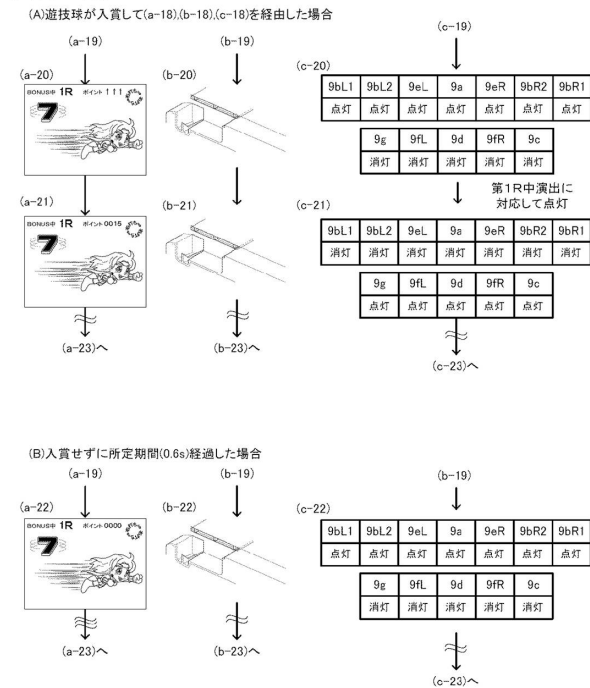 (A)遊技球が入賞して(a-18),(b-18),(c-18)を経由した場合
(a-19)
(b-19)
(c-19)
(a-20)
BONUS中 1R ポイント ↑↑↑
7
(b-20)
(c-20)
9bL1 9bL2 9eL 9a 9eR 9bR2 9bR1
点灯 点灯 点灯 点灯 点灯 点灯 点灯
9g 9fL 9d 9fR 9c
消灯 消灯 消灯 消灯 消灯
第1R中演出に
対応して点灯
(a-21)
BONUS中 1R ポイント 0015
7
(b-21)
(c-21)
9bL1 9bL2 9eL 9a 9eR 9bR2 9bR1
消灯 消灯 消灯 消灯 消灯 消灯 消灯
9g 9fL 9d 9fR 9c
点灯 点灯 点灯 点灯 点灯
(a-23)へ
(b-23)へ
(c-23)へ
(B)入賞せずに所定期間(0.6s)経過した場合
(a-19)
(b-19)
(b-19)
(a-22)
BONUS中 1R ポイント 0000
7
(b-22)
(c-22)
9bL1 9bL2 9eL 9a 9eR 9bR2 9bR1
点灯 点灯 点灯 点灯 点灯 点灯 点灯
9g 9fL 9d 9fR 9c
消灯 消灯 消灯 消灯 消灯
(a-23)へ
(b-23)へ
(c-23)へ